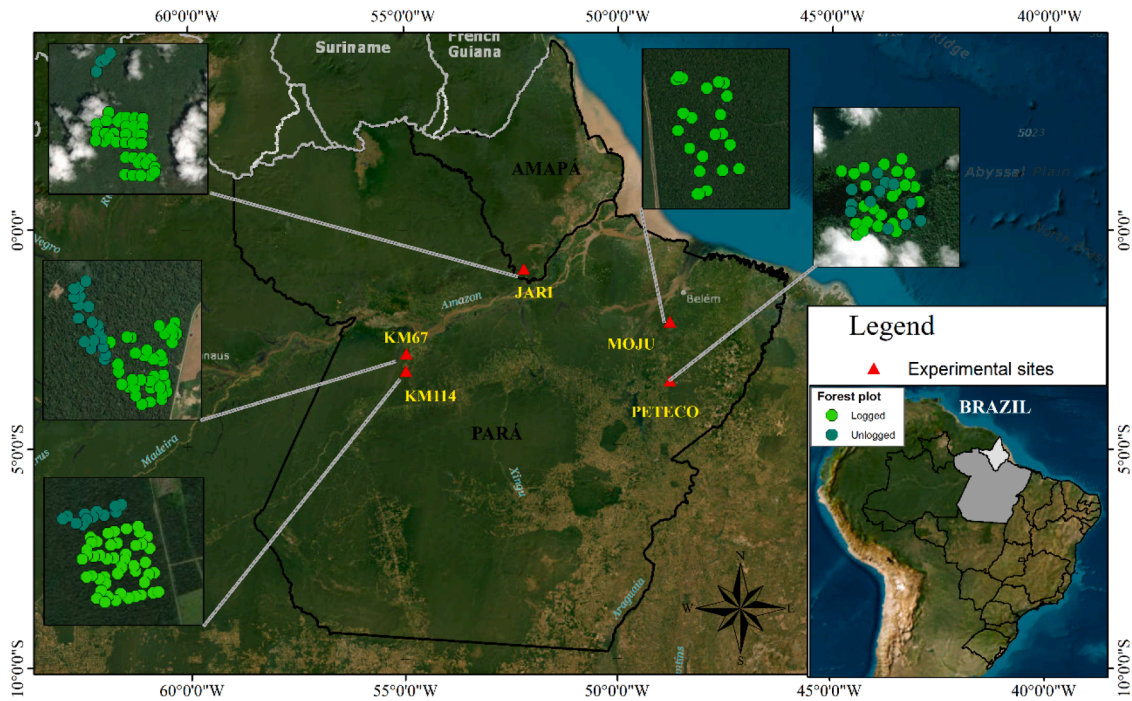 60°0'0"W 55°0'0"W 50°0'0"W 45°0'0"W 40°0'0"W
Suriname
French
Guiana
Ridge
5023
Abyssal Plain
AMAPÁ
0°0'0" 0°0'0"
Negro
JARI
Amazon
Belém
KM67
MOJU
anaus
KM114
PETECO
PARÁ
Madeira
Xingu
Araguaia
Legend
Experimental sites
Forest plot
Logged
Unlogged
BRAZIL
5°0'0"S 5°0'0"S
N
W L
S
10°0'0"S 10°0'0"S
60°0'0"W 55°0'0"W 50°0'0"W 45°0'0"W 40°0'0"W